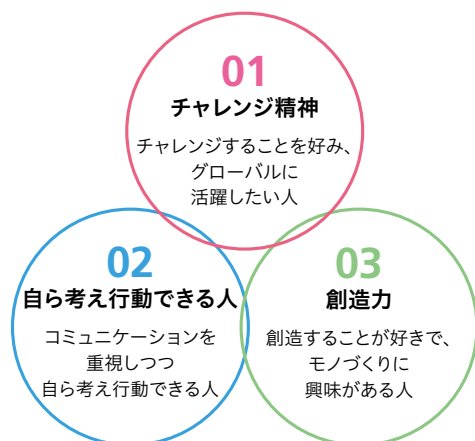 01
チャレンジ精神
チャレンジすることを好み、
グローバルに
活躍したい人
02
自ら考え行動できる人
コミュニケーションを
重視しつつ
自ら考え行動できる人
03
創造力
創造することが好きで、
モノづくりに
興味がある人